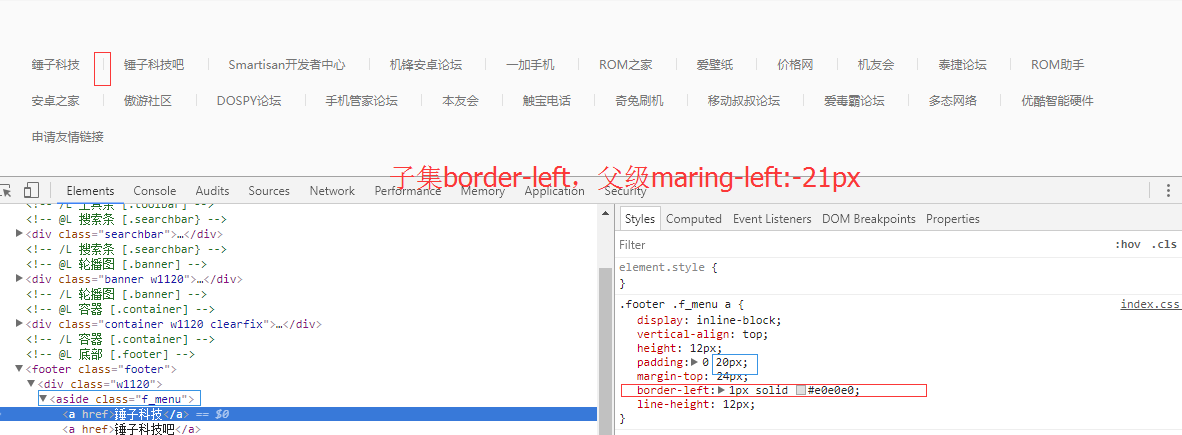 锤子科技 锤子科技吧 Smartisan开发者中心 机锋安卓论坛 一加手机 ROM之家 爱壁纸 价格网 机友会 泰捷论坛 ROM助手
安卓之家 傲游社区 DOSPY论坛 手机管家论坛 本友会 触宝电话 奇兔刷机 移动叔叔论坛 爱毒霸论坛 多态网络 优酷智能硬件
申请友情链接
子集border-left，父级maring-left:-21px
Elements Console Audits Sources Network Performance Memory Application Security
<!-- /L 工具条 [.toolbar] -->
<!-- @L 搜索条 [.searchbar} -->
<div class="searchbar">…</div>
<!-- /L 搜索条 [.searchbar} -->
<!-- @L 轮播图 [.banner] -->
<div class="banner w1120">…</div>
<!-- /L 轮播图 [.banner] -->
<!-- @L 容器 [.container] -->
<div class="container w1120 clearfix">…</div>
<!-- /L 容器 [.container] -->
<!-- @L 底部 [.footer] -->
<footer class="footer">
<div class="w1120">
<aside class="f_menu">
<a href>锤子科技</a> == $0
<a href>锤子科技吧</a>
Styles Computed Event Listeners DOM Breakpoints Properties
Filter :hov .cls
element.style {
}
.footer .f_menu a { index.css
display: inline-block;
vertical-align: top;
height: 12px;
padding: 0 20px;
margin-top: 24px;
border-left: 1px solid #e0e0e0;
line-height: 12px;
}